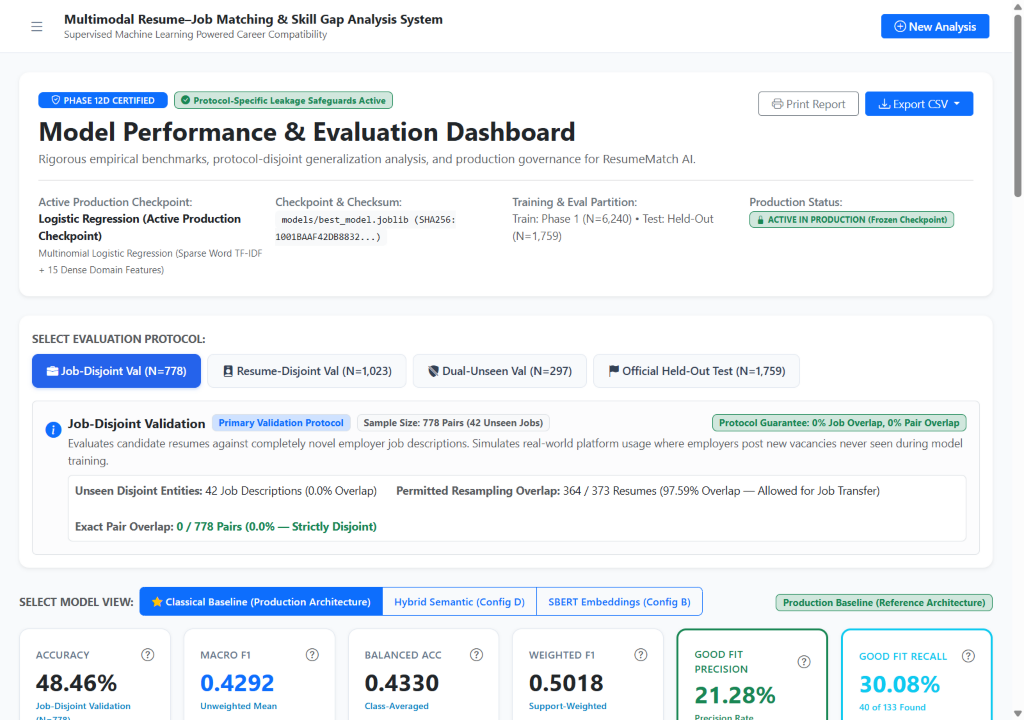 Multimodal Resume–Job Matching & Skill Gap Analysis System
Supervised Machine Learning Powered Career Compatibility
New Analysis
PHASE 12D CERTIFIED
Protocol-Specific Leakage Safeguards Active
Print Report
Export CSV
Model Performance & Evaluation Dashboard
Rigorous empirical benchmarks, protocol-disjoint generalization analysis, and production governance for ResumeMatch AI.
Active Production Checkpoint:
Logistic Regression (Active Production
Checkpoint)
Multinomial Logistic Regression (Sparse Word TF-IDF
+ 15 Dense Domain Features)
Checkpoint & Checksum:
models/best_model.joblib (SHA256:
1001BAAF42DB8832...)
Training & Eval Partition:
Train: Phase 1 (N=6,240) • Test: Held-Out
(N=1,759)
Production Status:
ACTIVE IN PRODUCTION (Frozen Checkpoint)
SELECT EVALUATION PROTOCOL:
Job-Disjoint Val (N=778)
Resume-Disjoint Val (N=1,023)
Dual-Unseen Val (N=297)
Official Held-Out Test (N=1,759)
Job-Disjoint Validation
Primary Validation Protocol
Sample Size: 778 Pairs (42 Unseen Jobs)
Protocol Guarantee: 0% Job Overlap, 0% Pair Overlap
Evaluates candidate resumes against completely novel employer job descriptions. Simulates real-world platform usage where employers post new vacancies never seen during model
training.
Unseen Disjoint Entities: 42 Job Descriptions (0.0% Overlap)
Permitted Resampling Overlap: 364 / 373 Resumes (97.59% Overlap — Allowed for Job Transfer)
Exact Pair Overlap: 0 / 778 Pairs (0.0% — Strictly Disjoint)
SELECT MODEL VIEW:
Classical Baseline (Production Architecture)
Hybrid Semantic (Config D)
SBERT Embeddings (Config B)
Production Baseline (Reference Architecture)
ACCURACY
48.46%
Job-Disjoint Validation
(N=778)
MACRO F1
0.4292
Unweighted Mean
BALANCED ACC
0.4330
Class-Averaged
WEIGHTED F1
0.5018
Support-Weighted
GOOD FIT
PRECISION
21.28%
Precision Rate
GOOD FIT RECALL
30.08%
40 of 133 Found